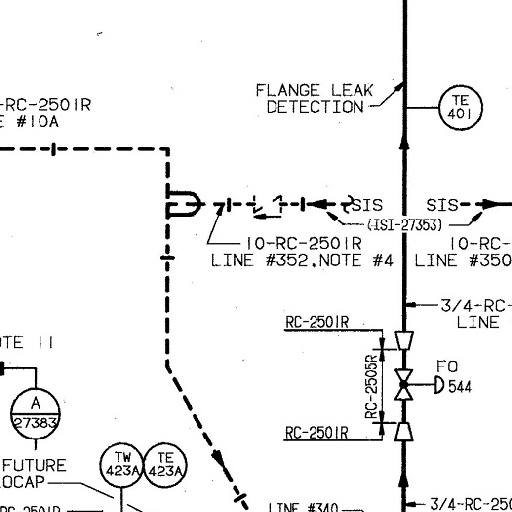 FLANGE LEAK
DETECTION
TE
401
-RC-2501R
#10A
SIS
SIS
(ISI-27353)
10-RC-2501R
LINE #352,NOTE #4
10-RC-
LINE #350
3/4-RC-
LINE
RC-2501R
RC-2505R
FO
544
RC-2501R
11
A
27383
FUTURE
TW
423A
TE
423A
RC-2501R
LINE #340
3/4-RC-250